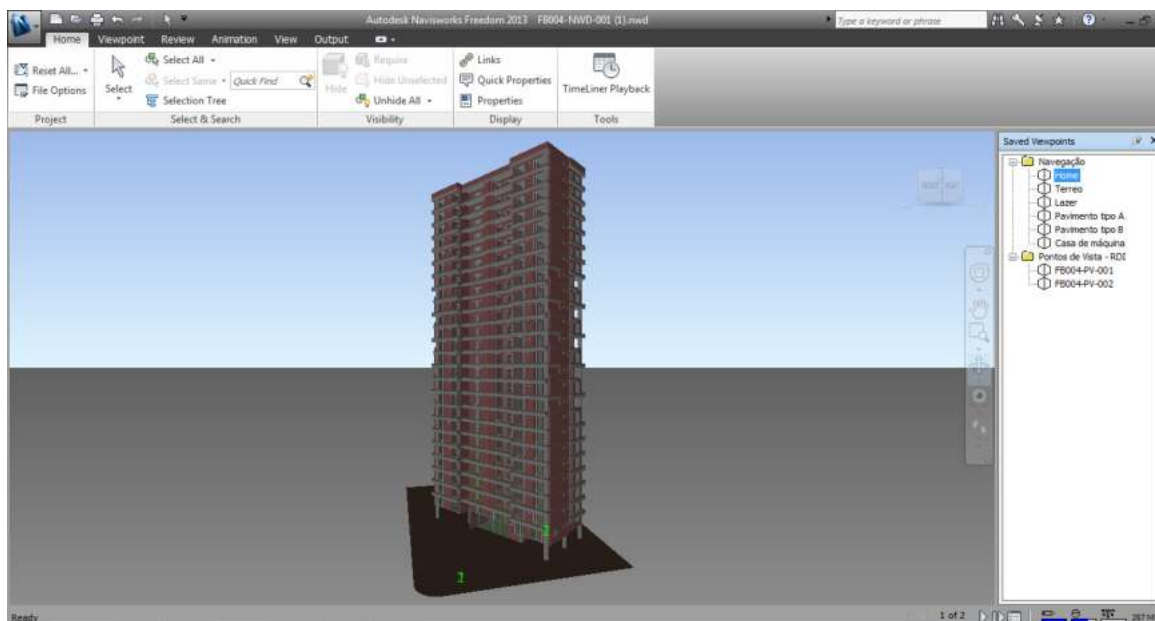 Autodesk Navisworks Freedom 2013 FB004-NWD-001 (1).nwd
Type a keyword or phrase
Home Viewpoint Review Animation View Output
Reset All...
File Options
Project
Select
Select All
Select Same
Quick Find
Selection Tree
Select & Search
Hide
Require
Hide Unselected
Unhide All
Visibility
Links
Quick Properties
Properties
Display
TimeLiner Playback
Tools
Saved Viewpoints
Navegação
Home
Terreo
Lazer
Pavimento tipo A
Pavimento tipo B
Casa de máquina
Pontos de Vista - RDI
FB004-PV-001
FB004-PV-002
2
Ready
1 of 2